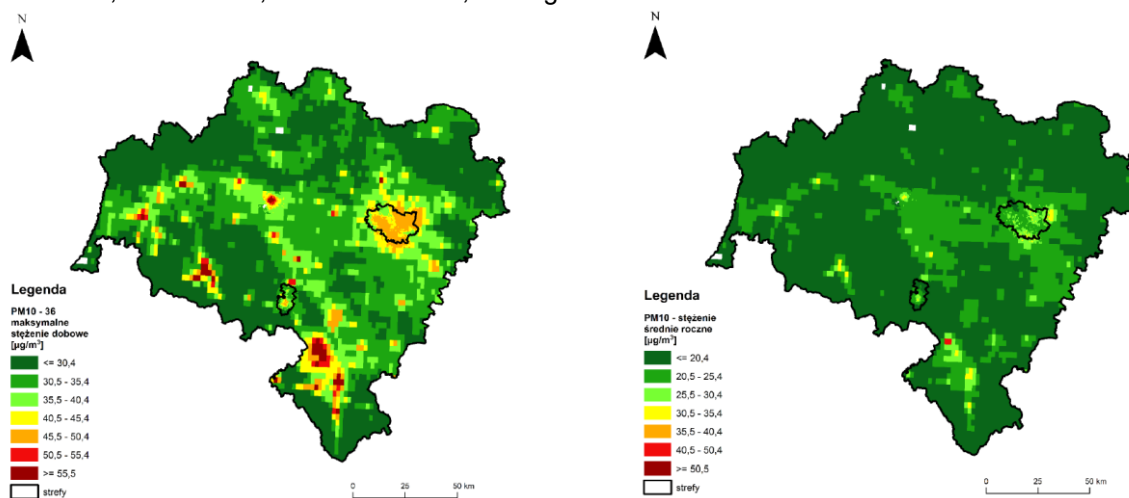 N
Legenda
PM10 - 36
maksymalne
stężenie dobowe
[µg/m³]
<= 30,4
30,5 - 35,4
35,5 - 40,4
40,5 - 45,4
45,5 - 50,4
50,5 - 55,4
>= 55,5
strefy
0 25 50 km
N
Legenda
PM10 - stężenie
średnie roczne
[µg/m³]
<= 20,4
20,5 - 25,4
25,5 - 30,4
30,5 - 35,4
35,5 - 40,4
40,5 - 50,4
>= 50,5
strefy
0 25 50 km